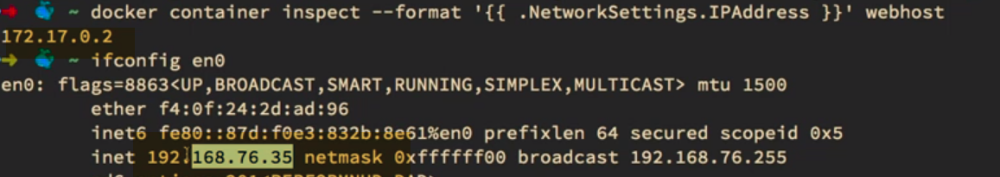 ~ docker container inspect --format '{{ .NetworkSettings.IPAddress }}' webhost
172.17.0.2
~ ifconfig en0
en0: flags=8863<UP,BROADCAST,SMART,RUNNING,SIMPLEX,MULTICAST> mtu 1500
ether f4:0f:24:2d:ad:96
inet6 fe80::87d:f0e3:832b:8e61%en0 prefixlen 64 secured scopeid 0x5
inet 192.168.76.35 netmask 0xffffff00 broadcast 192.168.76.255